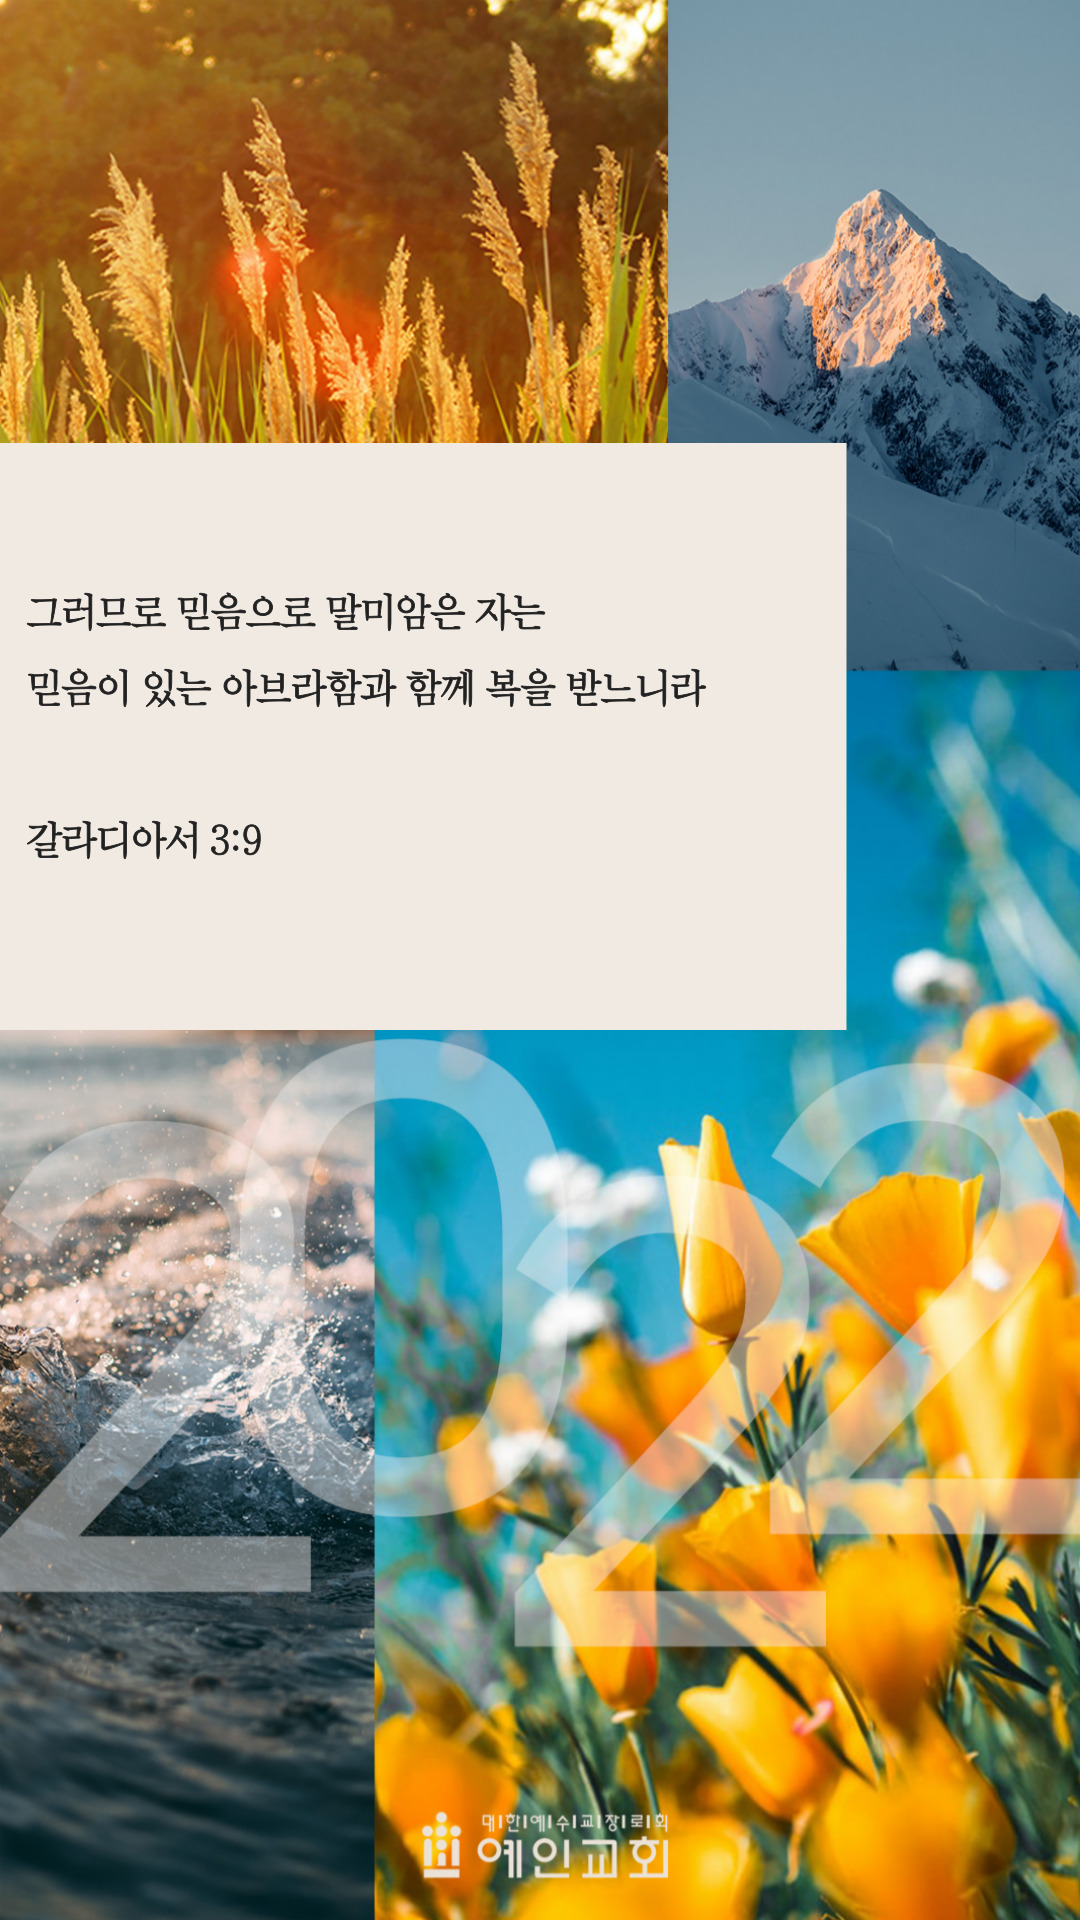 그러므로 믿음으로 말미암은 자는
믿음이 있는 아브라함과 함께 복을 받느니라
갈라디아서 3:9
2022
대한예수교장로회
예인교회